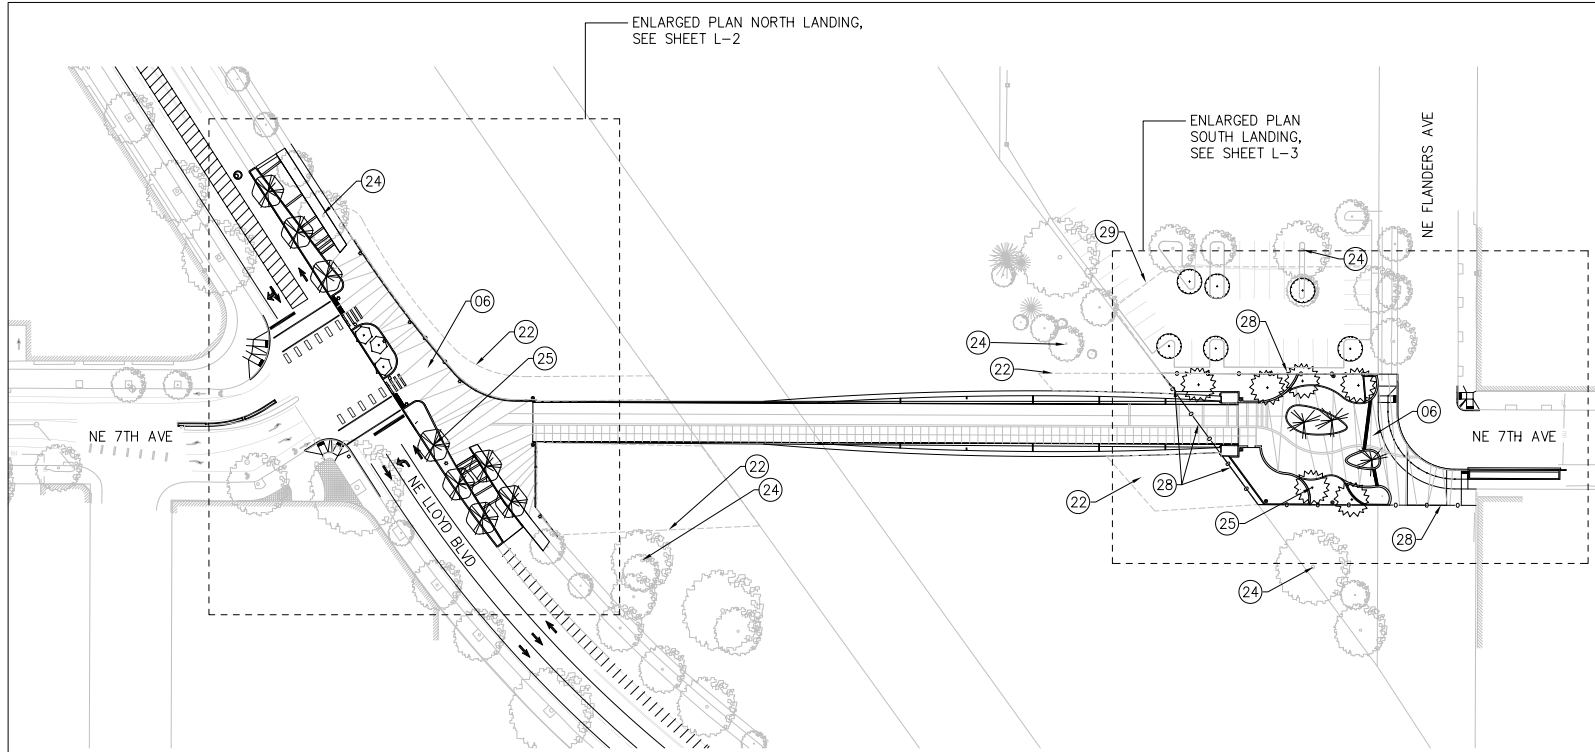 ENLARGED PLAN NORTH LANDING,
SEE SHEET L-2
ENLARGED PLAN
SOUTH LANDING,
SEE SHEET L-3
NE FLANDERS AVE
24
29
24
06
22
25
24
28
22
06
NE 7TH AVE
NE 7TH AVE
NE LLOYD BLVD
22
24
22
28
25
28
24